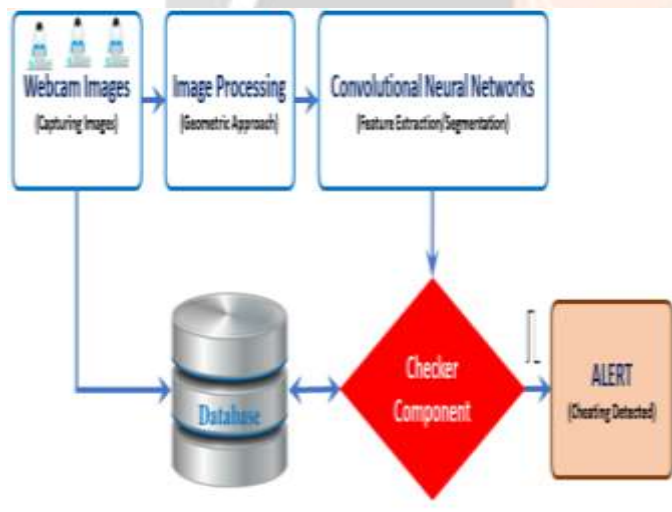 Webcam Images
(Capturing Images)
Image Processing
(Geometric Approach)
Convolutional Neural Networks
(Feature Extraction/Segmentation)
Database
Checker
Component
ALERT
(Cheating Detected)